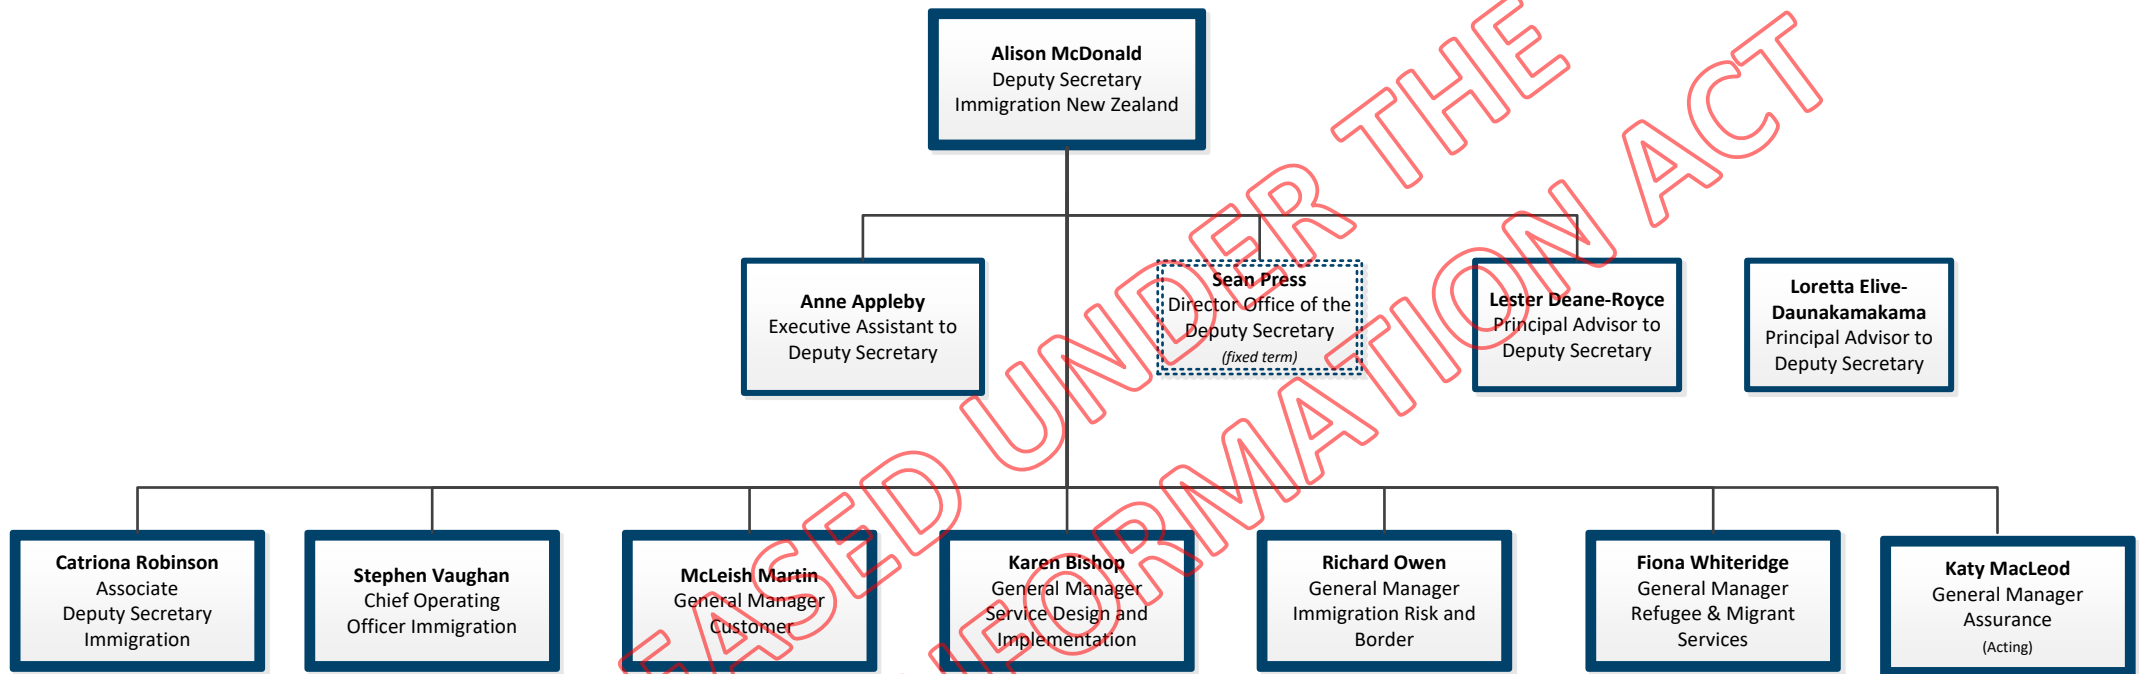 Alison McDonald
Deputy Secretary
Immigration New Zealand
Anne Appleby
Executive Assistant to
Deputy Secretary
Sean Press
Director Office of the
Deputy Secretary
(fixed term)
Lester Deane-Royce
Principal Advisor to
Deputy Secretary
Loretta Elive-
Daunakamakama
Principal Advisor to
Deputy Secretary
Catriona Robinson
Associate
Deputy Secretary
Immigration
Stephen Vaughan
Chief Operating
Officer Immigration
McLeish Martin
General Manager
Customer
Karen Bishop
General Manager
Service Design and
Implementation
Richard Owen
General Manager
Immigration Risk and
Border
Fiona Whiteridge
General Manager
Refugee & Migrant
Services
Katy MacLeod
General Manager
Assurance
(Acting)
EASED UNDER THE
FORMATION ACT